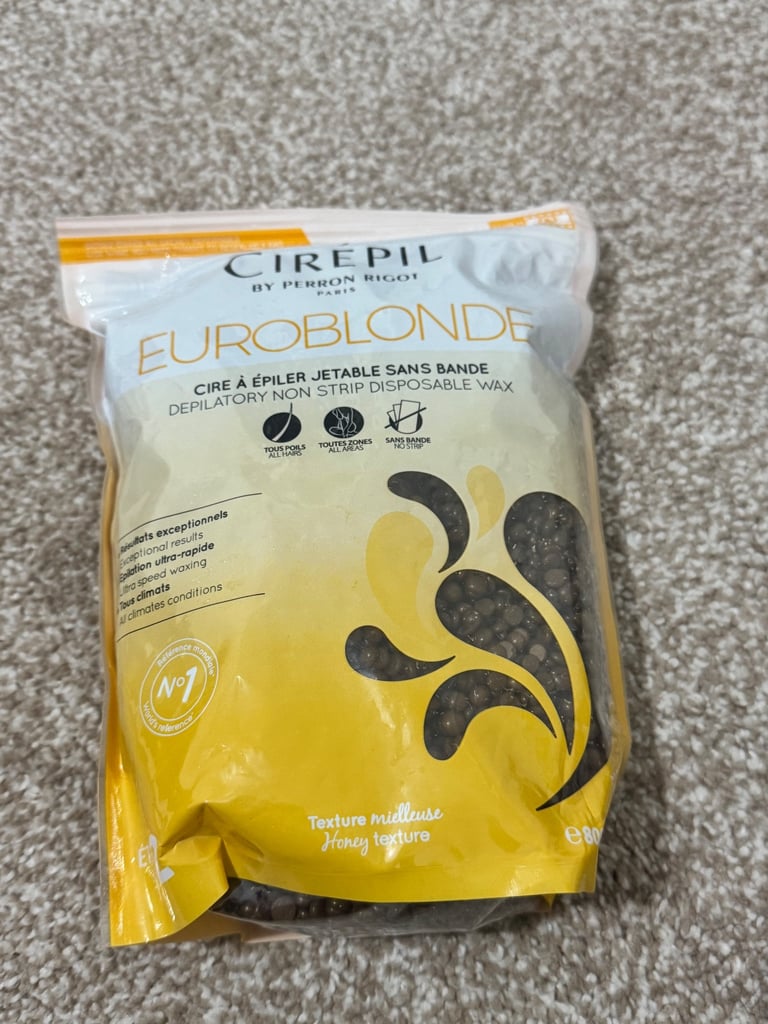 CIRÉPIL
BY PERRON RIGOT
PARIS
EUROBLONDE
CIRE À ÉPILER JETABLE SANS BANDE
DEPILATORY NON STRIP DISPOSABLE WAX
TOUS POILS
ALL HAIRS
TOUTES ZONES
ALL AREAS
SANS BANDE
NO STRIP
Résultats exceptionnels
Exceptional results
Epilation ultra-rapide
Ultra speed waxing
Tous climats
All climates conditions
Référence mondiale
N°1
World's reference
Texture mielleuse
Honey texture
e80